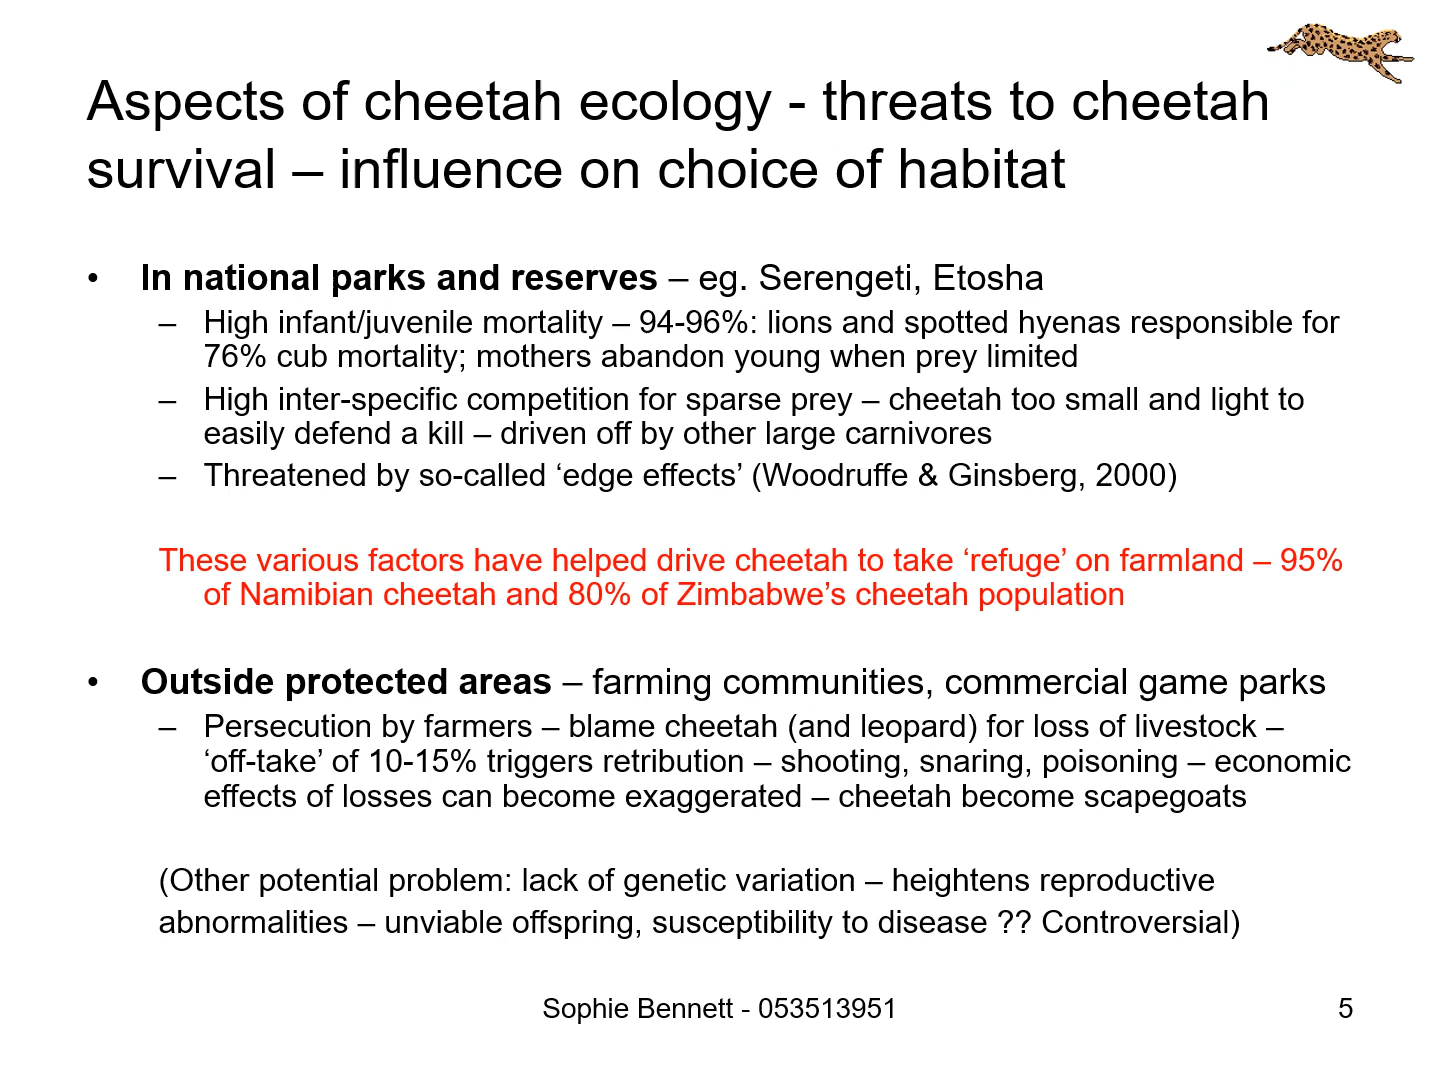 Aspects of cheetah ecology - threats to cheetah
survival – influence on choice of habitat
• In national parks and reserves – eg. Serengeti, Etosha
– High infant/juvenile mortality – 94-96%: lions and spotted hyenas responsible for
76% cub mortality; mothers abandon young when prey limited
– High inter-specific competition for sparse prey – cheetah too small and light to
easily defend a kill – driven off by other large carnivores
– Threatened by so-called ‘edge effects’ (Woodruffe & Ginsberg, 2000)
These various factors have helped drive cheetah to take ‘refuge’ on farmland – 95%
of Namibian cheetah and 80% of Zimbabwe’s cheetah population
• Outside protected areas – farming communities, commercial game parks
– Persecution by farmers – blame cheetah (and leopard) for loss of livestock –
‘off-take’ of 10-15% triggers retribution – shooting, snaring, poisoning – economic
effects of losses can become exaggerated – cheetah become scapegoats
(Other potential problem: lack of genetic variation – heightens reproductive
abnormalities – unviable offspring, susceptibility to disease ?? Controversial)
Sophie Bennett - 053513951
5